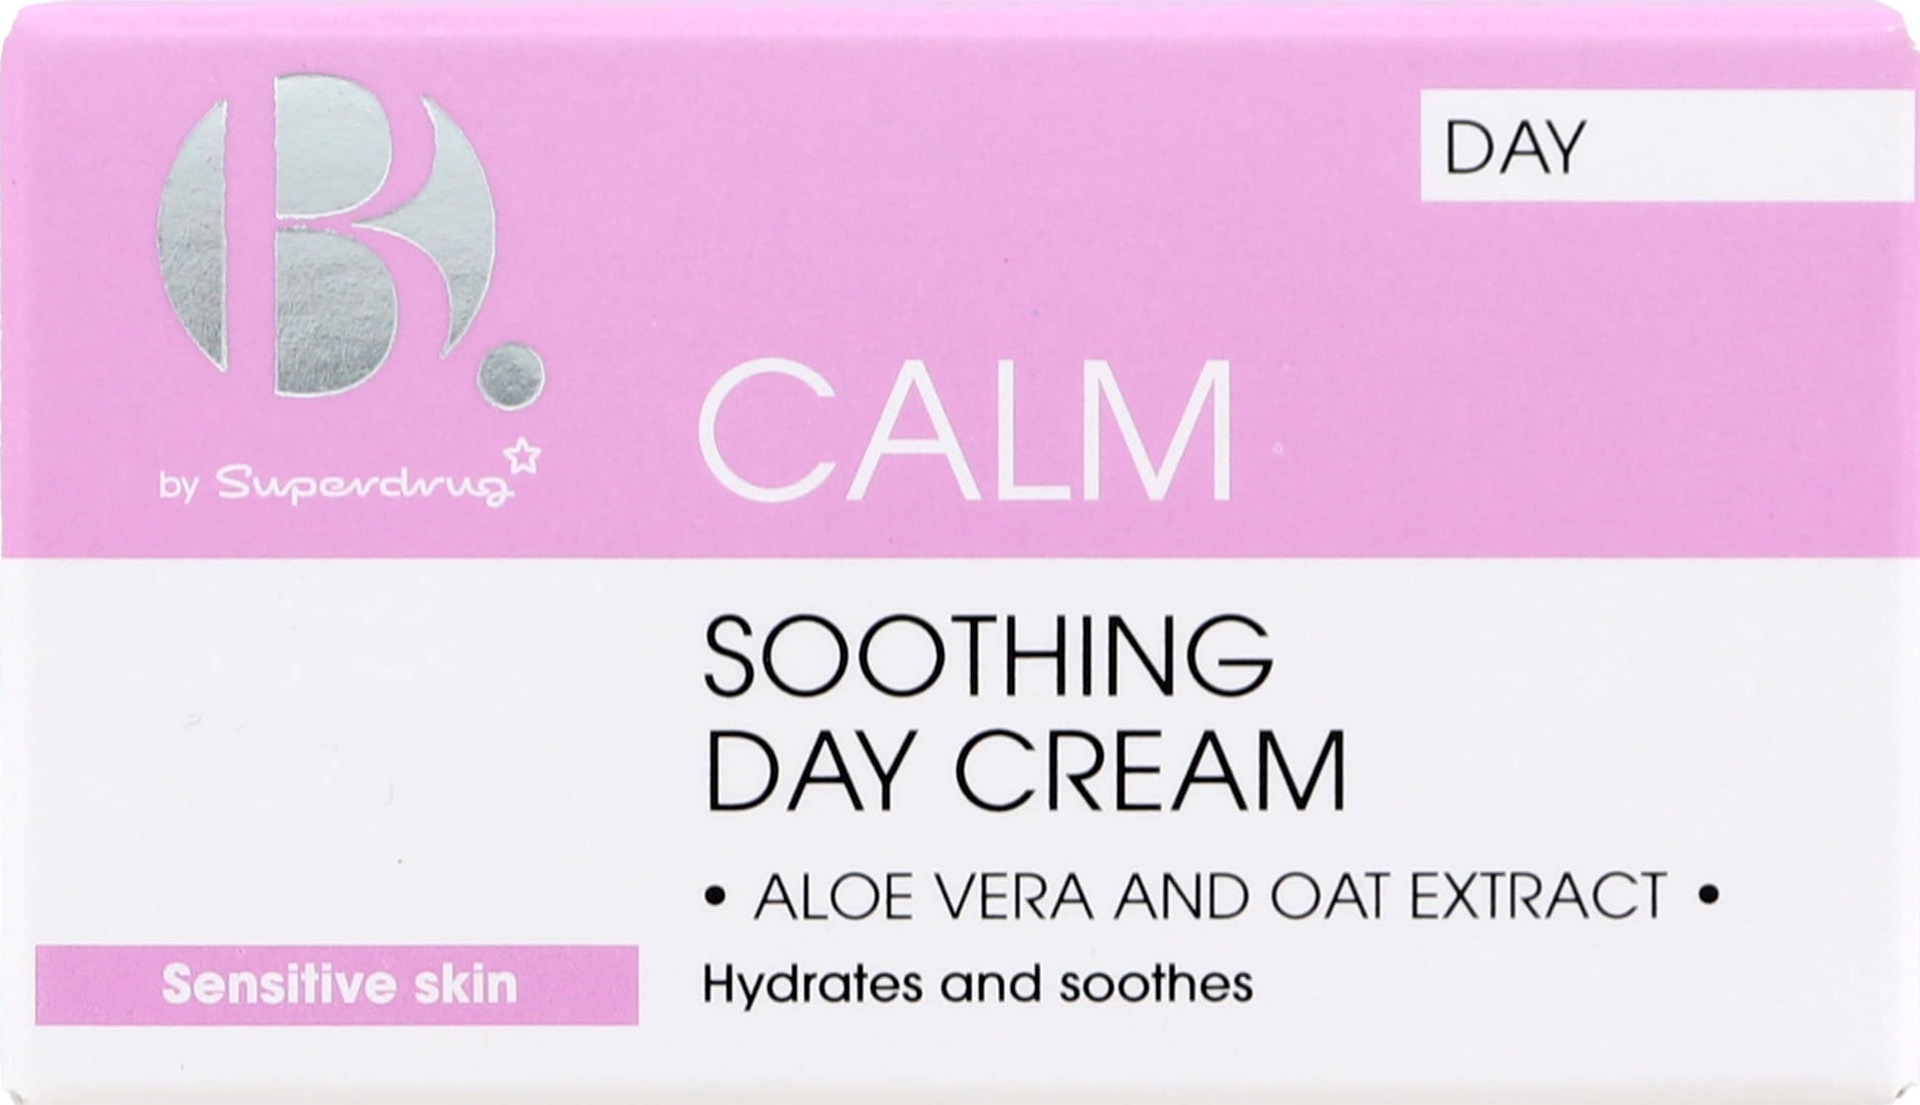 B.
by Superdrug
DAY
CALM
SOOTHING
DAY CREAM
• ALOE VERA AND OAT EXTRACT •
Hydrates and soothes
Sensitive skin